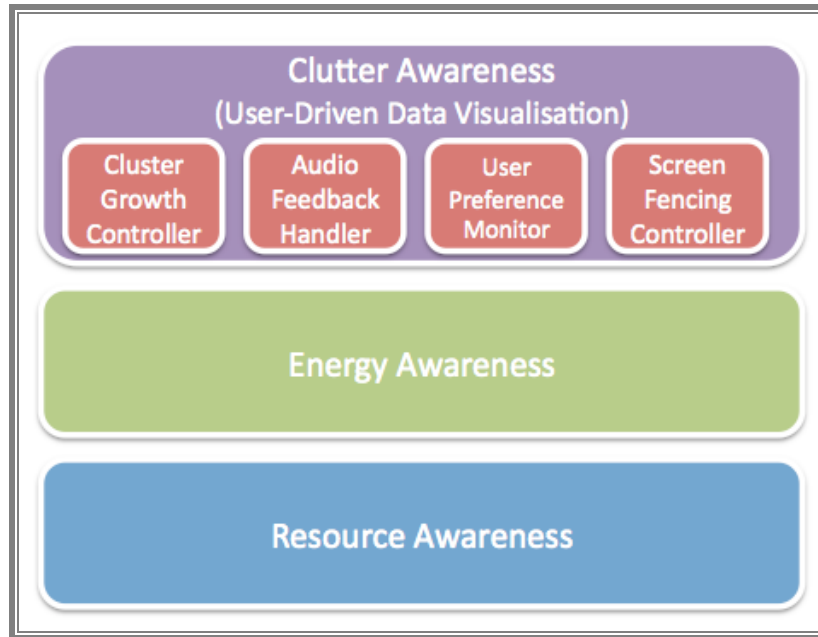 Clutter Awareness
(User-Driven Data Visualisation)
Cluster
Growth
Controller
Audio
Feedback
Handler
User
Preference
Monitor
Screen
Fencing
Controller
Energy Awareness
Resource Awareness